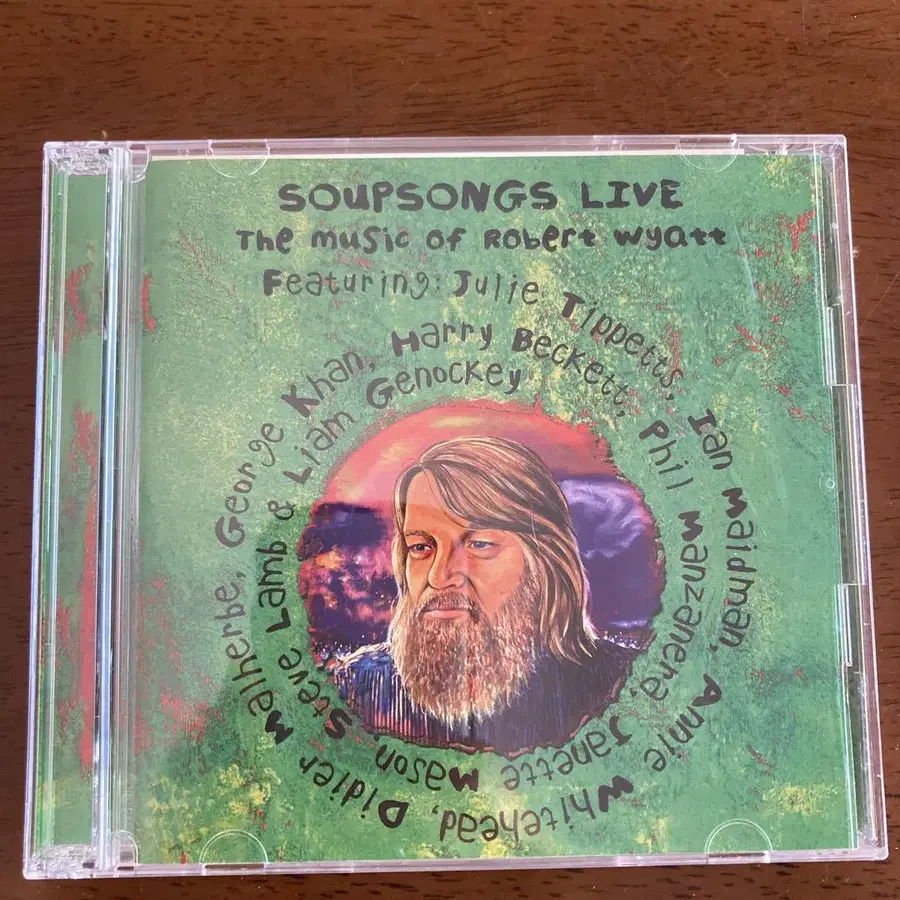 SOUPSONGS LIVE
The music of Robert Wyatt
Featuring: Julie Tippetts, Ian Maidman, Annie Whitehead, Didier Malherbe, George Khan, Harry Beckett, Phil Manzanera, Janette Mason, Steve Lamb & Liam Genockey